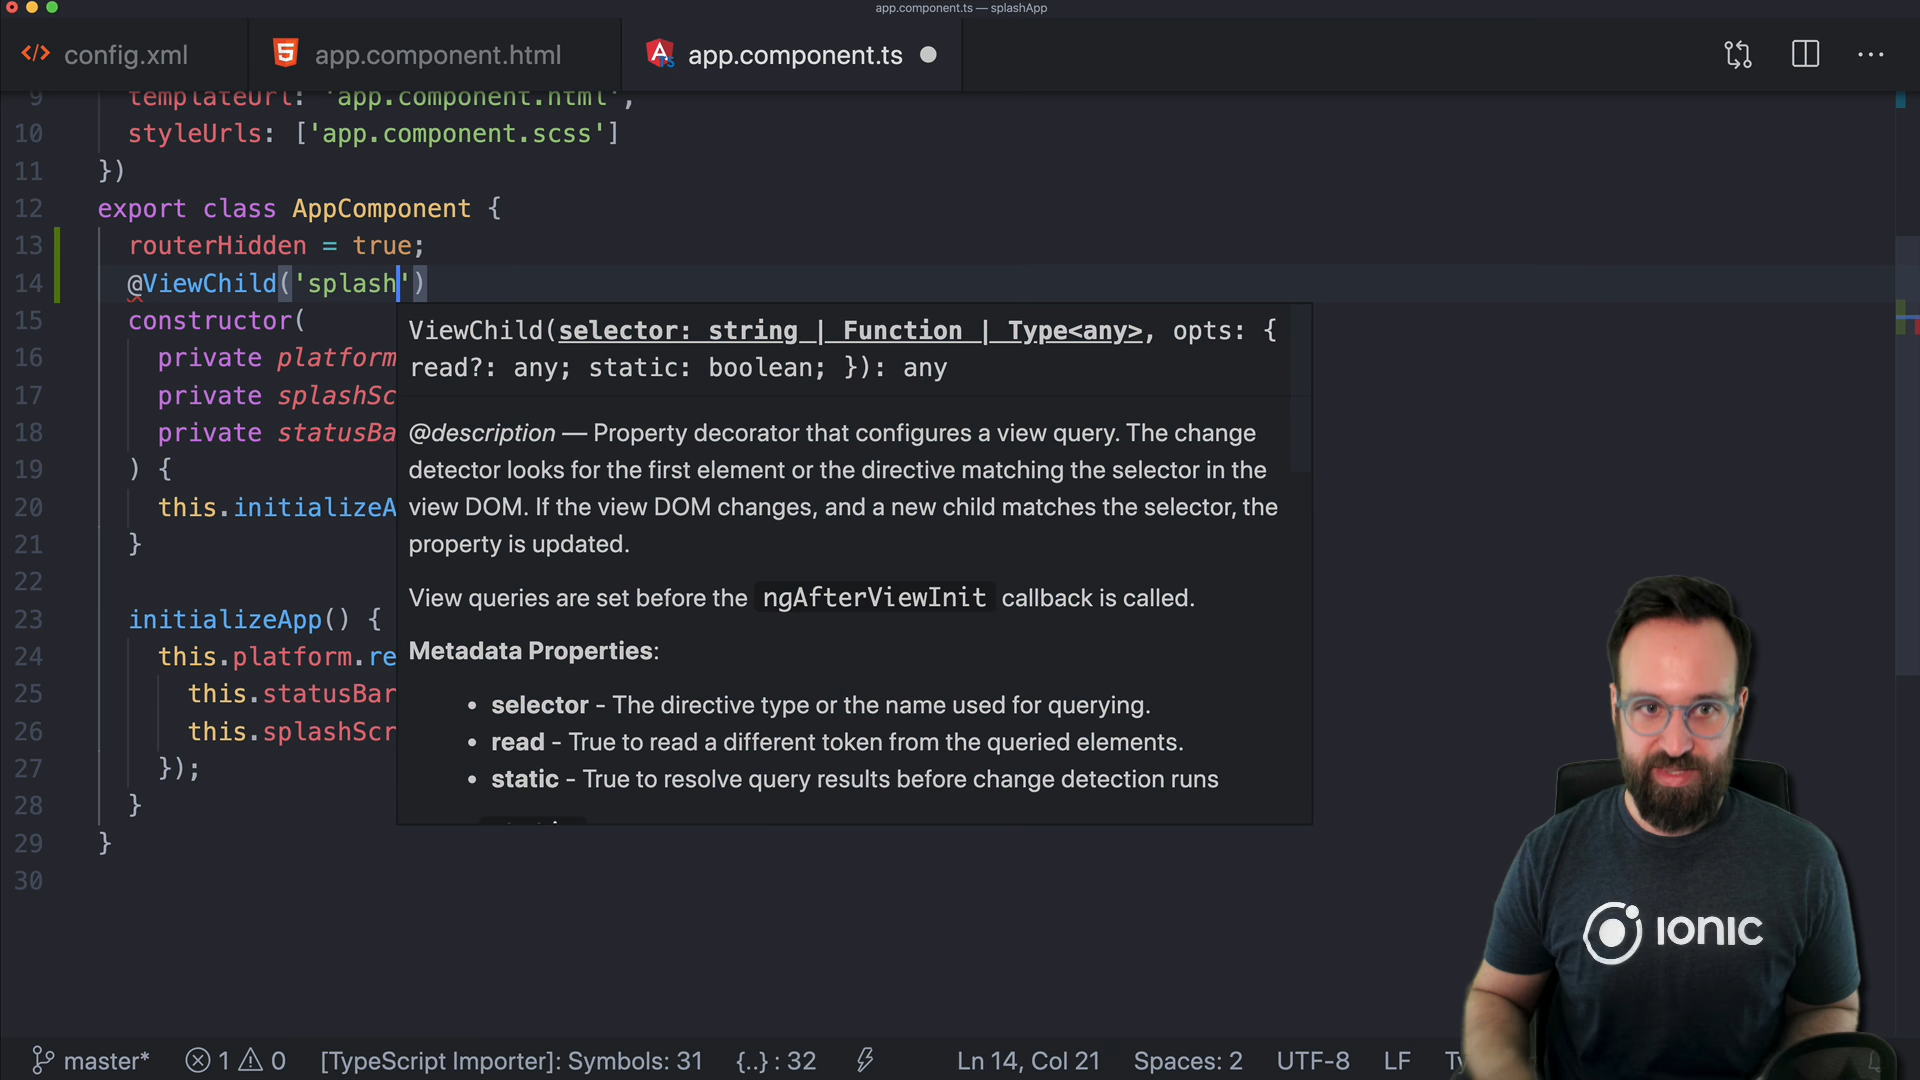 app.component.ts — splashApp
config.xml
app.component.html
app.component.ts
9 templateUrl: 'app.component.html',
10 styleUrls: ['app.component.scss']
11 })
12 export class AppComponent {
13 routerHidden = true;
14 @ViewChild('splash')
15 constructor(
16 private platform
17 private splashSc
18 private statusBa
19 ) {
20 this.initializeA
21 }
22
23 initializeApp() {
24 this.platform.re
25 this.statusBar
26 this.splashScr
27 });
28 }
29 }
30
ViewChild(selector: string | Function | Type<any>, opts: {
read?: any; static: boolean; }): any
@description — Property decorator that configures a view query. The change
detector looks for the first element or the directive matching the selector in the
view DOM. If the view DOM changes, and a new child matches the selector, the
property is updated.
View queries are set before the ngAfterViewInit callback is called.
Metadata Properties:
• selector - The directive type or the name used for querying.
• read - True to read a different token from the queried elements.
• static - True to resolve query results before change detection runs
IONIC
master* 1 0 [TypeScript Importer]: Symbols: 31 {..} : 32 Ln 14, Col 21 Spaces: 2 UTF-8 LF Ty